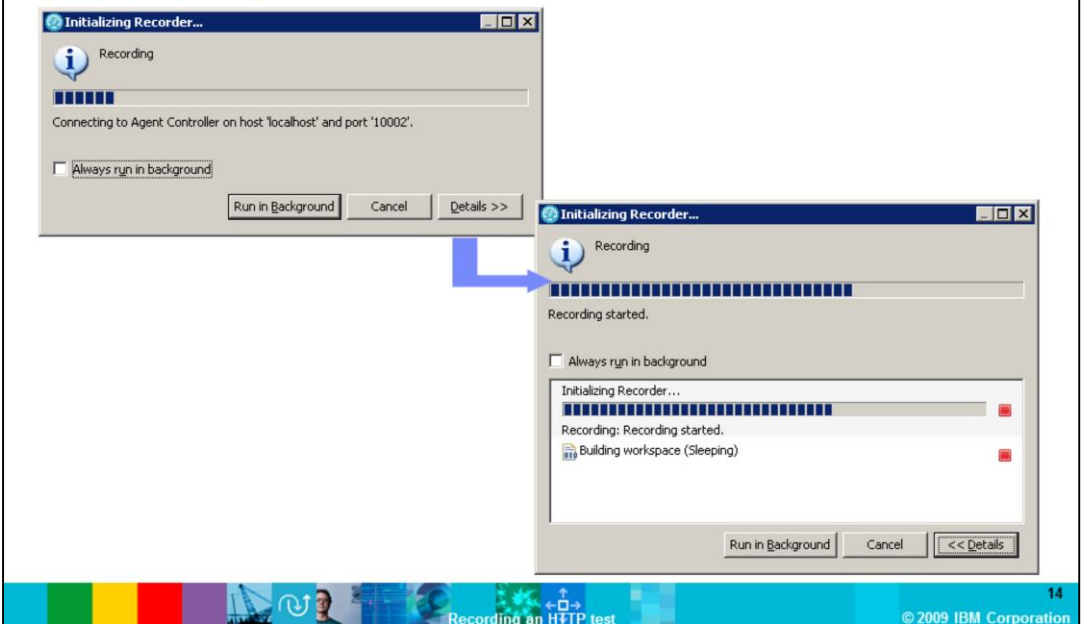 Initializing Recorder...
Recording
Connecting to Agent Controller on host 'localhost' and port '10002'.
Always run in background
Run in Background
Cancel
Details >>
Initializing Recorder...
Recording
Recording started.
Always run in background
Initializing Recorder...
Recording: Recording started.
010
Building workspace (Sleeping)
Run in Background
Cancel
<< Details
14
Recording an HTTP test
© 2009 IBM Corporation